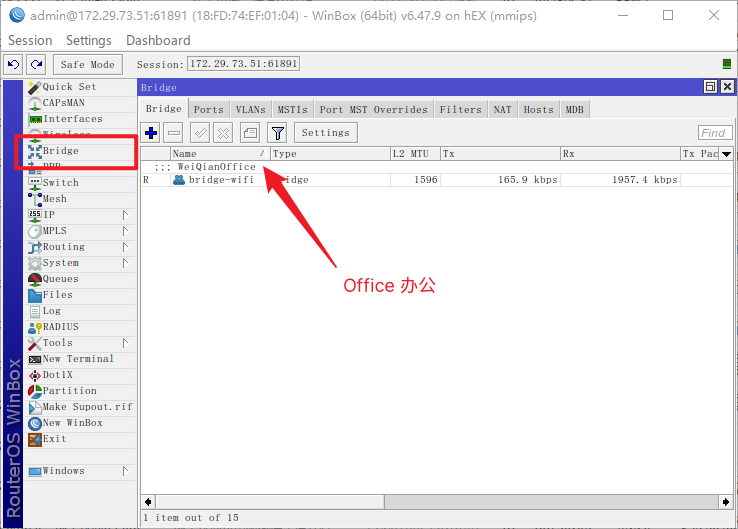 admin@172.29.73.51:61891 (18:FD:74:EF:01:04) - WinBox (64bit) v6.47.9 on hEX (mmips)
Session Settings Dashboard
Safe Mode Session: 172.29.73.51:61891
Quick Set
CAPsMAN
Interfaces
Wireless
Bridge
PPP
Switch
Mesh
IP
MPLS
Routing
System
Queues
Files
Log
RADIUS
Tools
New Terminal
Dot1X
Partition
Make Supout.rif
New WinBox
Exit
Windows
RouterOS WinBox
Bridge
Bridge Ports VLANs MSTIs Port MST Overrides Filters NAT Hosts MDB
Settings Find
Name / Type L2 MTU Tx Rx Tx Pac
;;; WeiQianOffice
R bridge-wifi ridge 1596 165.9 kbps 1957.4 kbps
Office 办公
1 item out of 15